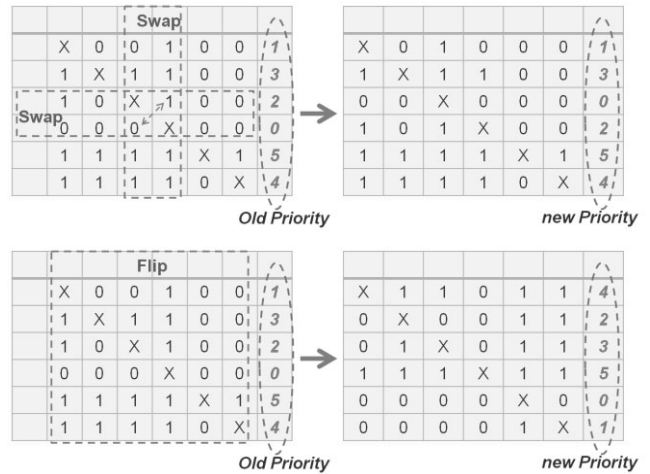 Swap
X 0 0 1 0 0 1
1 X 1 1 0 0 3
1 0 X 1 0 0 2
Swap
0 0 0 X 0 0 0
1 1 1 1 X 1 5
1 1 1 1 0 X 4
Old Priority
X 0 1 0 0 0 1
1 X 1 1 0 0 3
0 0 X 0 0 0 0
1 0 1 X 0 0 2
1 1 1 1 X 1 5
1 1 1 1 0 X 4
new Priority
Flip
X 0 0 1 0 0 1
1 X 1 1 0 0 3
1 0 X 1 0 0 2
0 0 0 X 0 0 0
1 1 1 1 X 1 5
1 1 1 1 0 X 4
Old Priority
X 1 1 0 1 1 4
0 X 0 0 1 1 2
0 1 X 0 1 1 3
1 1 1 X 1 1 5
0 0 0 0 X 0 0
0 0 0 0 1 X 1
new Priority